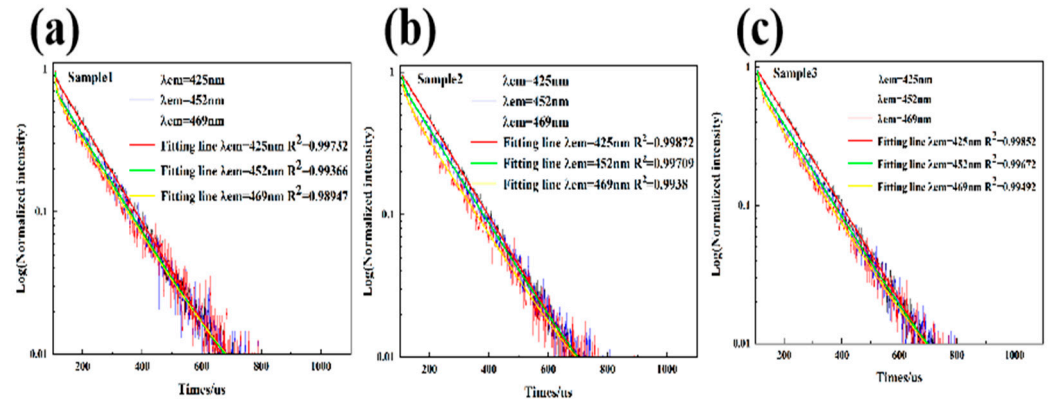 (a)
Sample1
λem=425nm
λem=452nm
λem=469nm
Fitting line λem=425nm R2=0.99732
Fitting line λem=452nm R2=0.99366
Fitting line λem=469nm R2=0.98947
Log(Normalized intensity)
1
0.1
0.01
200 400 600 800 1000
Times/us
(b)
Sample2
λem=425nm
λem=452nm
λem=469nm
Fitting line λem=425nm R2=0.99872
Fitting line λem=452nm R2=0.99709
Fitting line λem=469nm R2=0.9938
Log(Normalized intensity)
1
0.1
0.01
200 400 600 800 1000
Times/us
(c)
Sample3
λem=425nm
λem=452nm
λem=469nm
Fitting line λem=425nm R2=0.99852
Fitting line λem=452nm R2=0.99672
Fitting line λem=469nm R2=0.99492
Log(Normalized intensity)
1
0.1
0.01
200 400 600 800 1000
Times/us